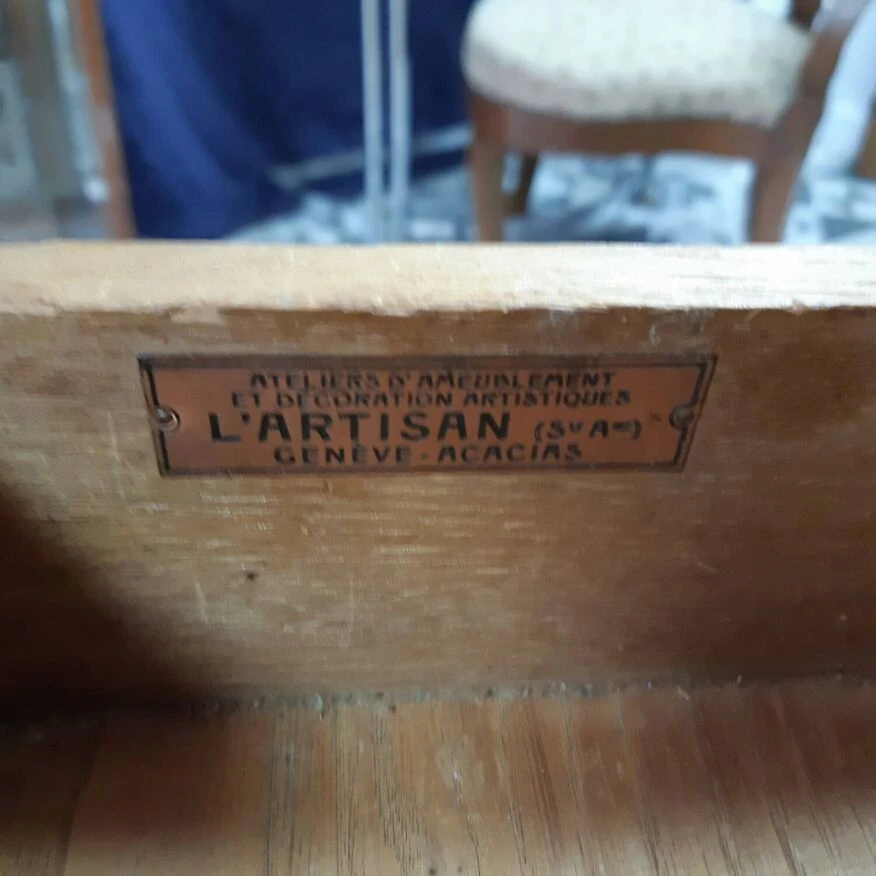 ATELIERS D'AMEUBLEMENT
ET DÉCORATION ARTISTIQUES
L'ARTISAN (Sté Ame)
GENÈVE - ACACIAS